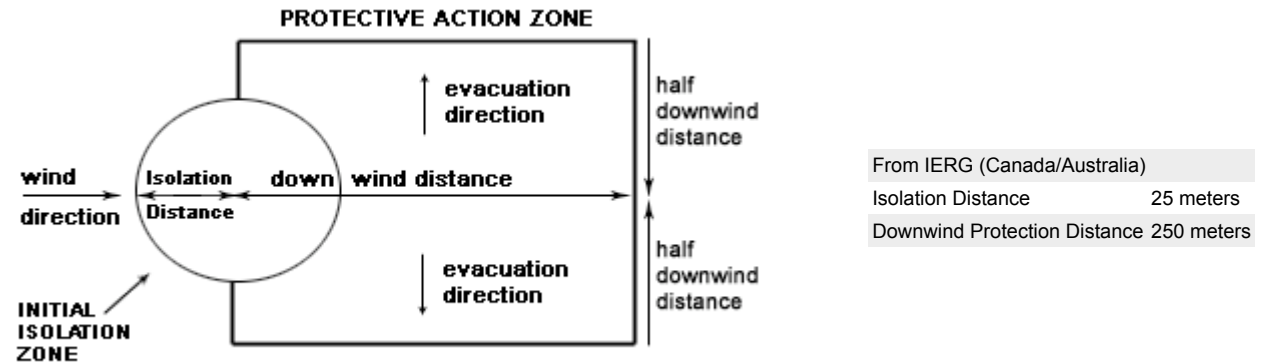 PROTECTIVE ACTION ZONE
evacuation
direction
half
downwind
distance
wind
direction
Isolation
Distance
down wind distance
evacuation
direction
half
downwind
distance
INITIAL
ISOLATION
ZONE
From IERG (Canada/Australia)
Isolation Distance 25 meters
Downwind Protection Distance 250 meters